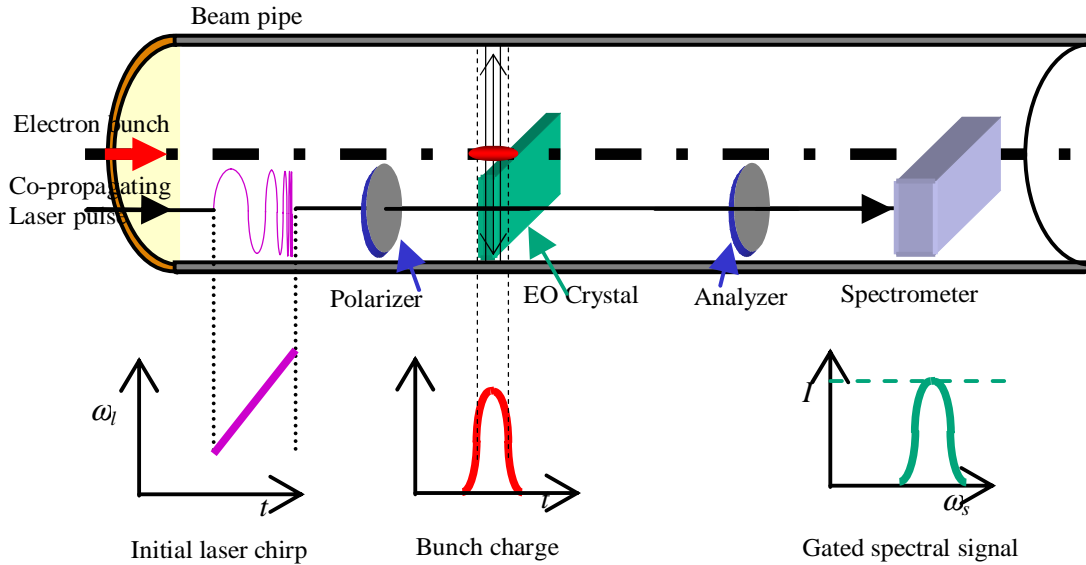 Beam pipe
Electron bunch
Co-propagating
Laser pulse
Polarizer
EO Crystal
Analyzer
Spectrometer
ω_l
t
Initial laser chirp
t
Bunch charge
I
ω_s
Gated spectral signal